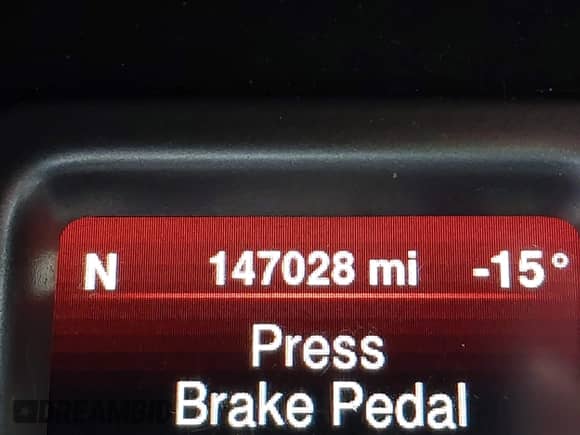 N 147028 mi -15°
Press
Brake Pedal
DREAMBID